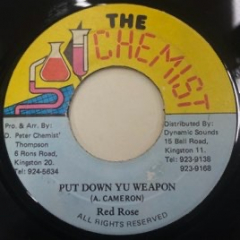 THE
CHEMIST
Pro. & Arr. By:
O. Peter Chemist'
Thompson
6 Rons Road,
Kingston 20.
Tel: 924-5634
Distributed By:
Dynamic Sounds
15 Bell Road,
Kingston 11.
Tel: 923-9138
923-9168
PUT DOWN YU WEAPON
(A. CAMERON)
Red Rose
ALL RIGHTS RESERVED